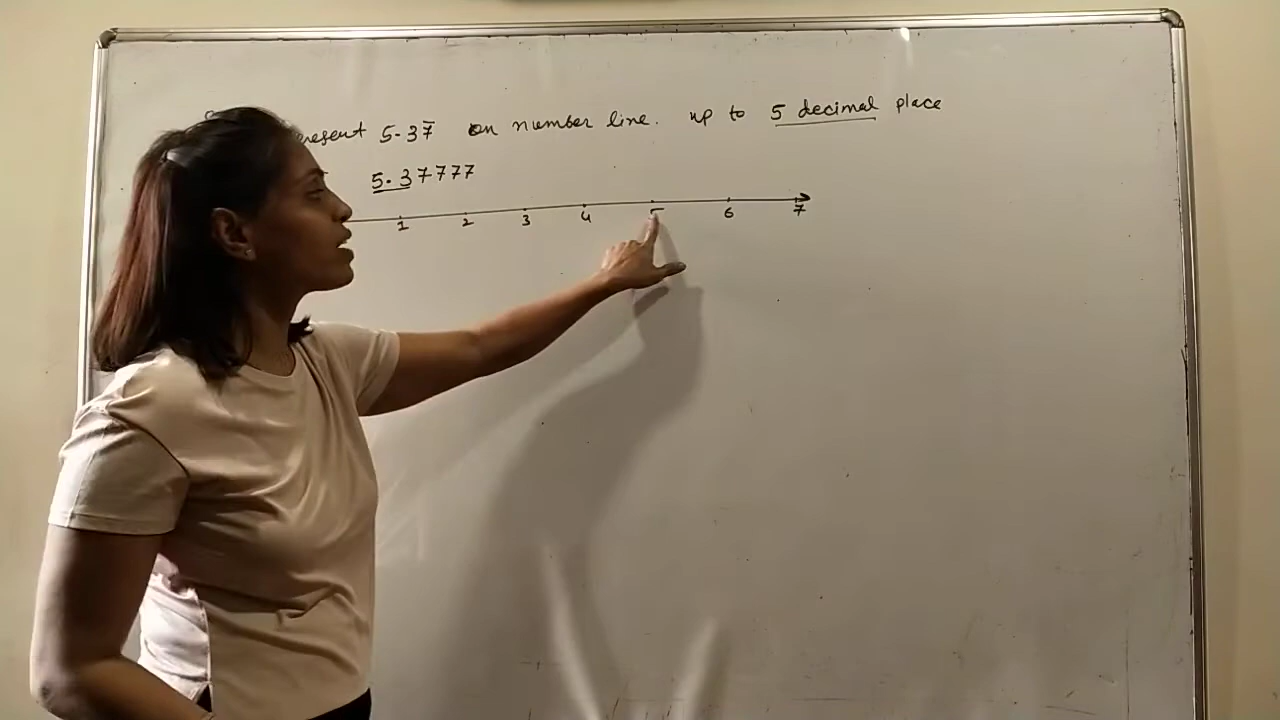 present 5.37̅ on number line. up to 5 decimal place
5.37777
1 2 3 4 5 6 7